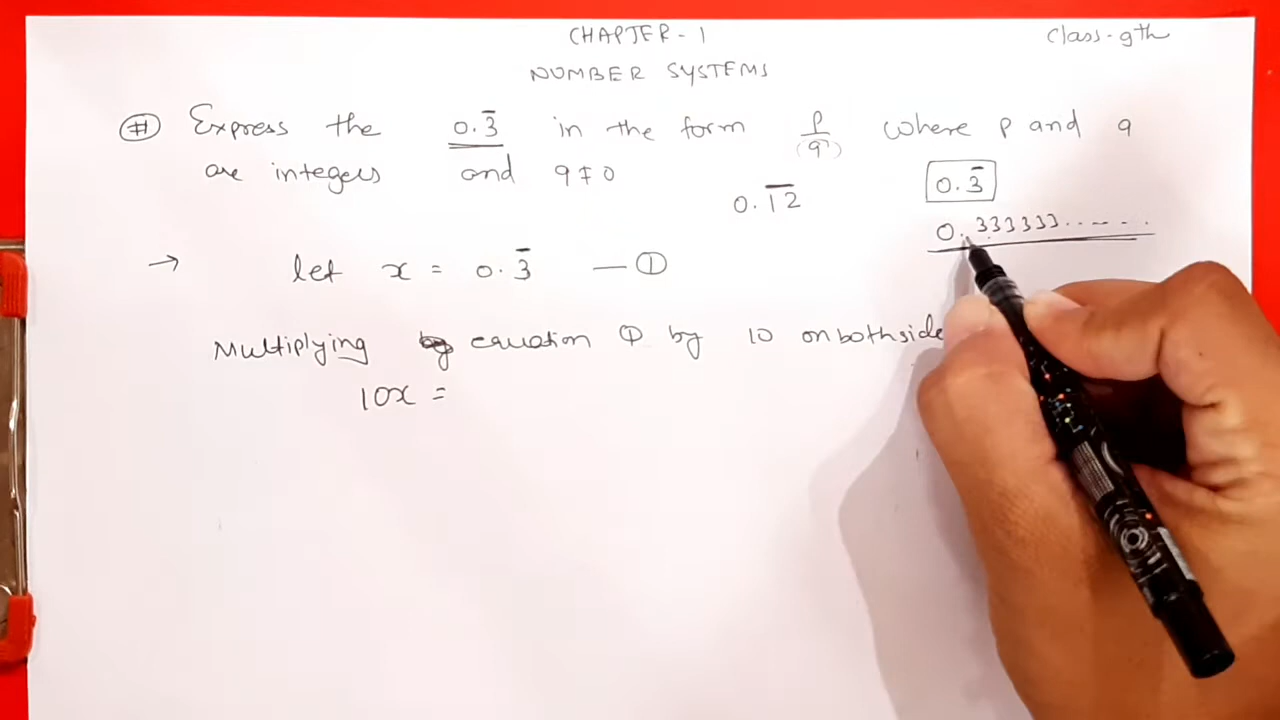 CHAPTER - 1
Class - 9th
NUMBER SYSTEMS
# Express the 0.3̅ in the form p/(q) where p and q
are integers and q ≠ 0
0.1̅2̅
0.3̅
0.333333........
→ let x = 0.3̅ — ①
Multiplying equation ① by 10 on both side
10x =